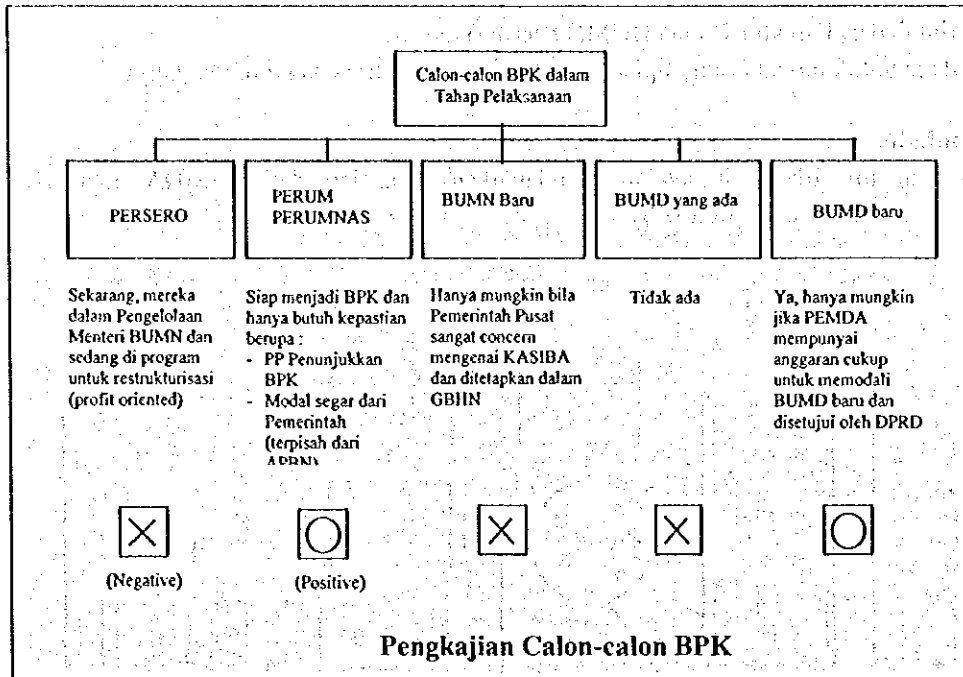 Calon-calon BPK dalam
Tahap Pelaksanaan
PERSERO
PERUM
PERUMNAS
BUMN Baru
BUMD yang ada
BUMD baru
Sekarang, mereka
dalam Pengelolaan
Menteri BUMN dan
sedang di program
untuk restrukturisasi
(profit oriented)
Siap menjadi BPK dan
hanya butuh kepastian
berupa :
- PP Penunjukkan
BPK
- Modal segar dari
Pemerintah
(terpisah dari
APBN)
Hanya mungkin bila
Pemerintah Pusat
sangat concern
mengenai KASIBA
dan ditetapkan dalam
GBHN
Tidak ada
Ya, hanya mungkin
jika PEMDA
mempunyai
anggaran cukup
untuk memodali
BUMD baru dan
disetujui oleh DPRD
X
O
X
X
O
(Negative)
(Positive)
Pengkajian Calon-calon BPK